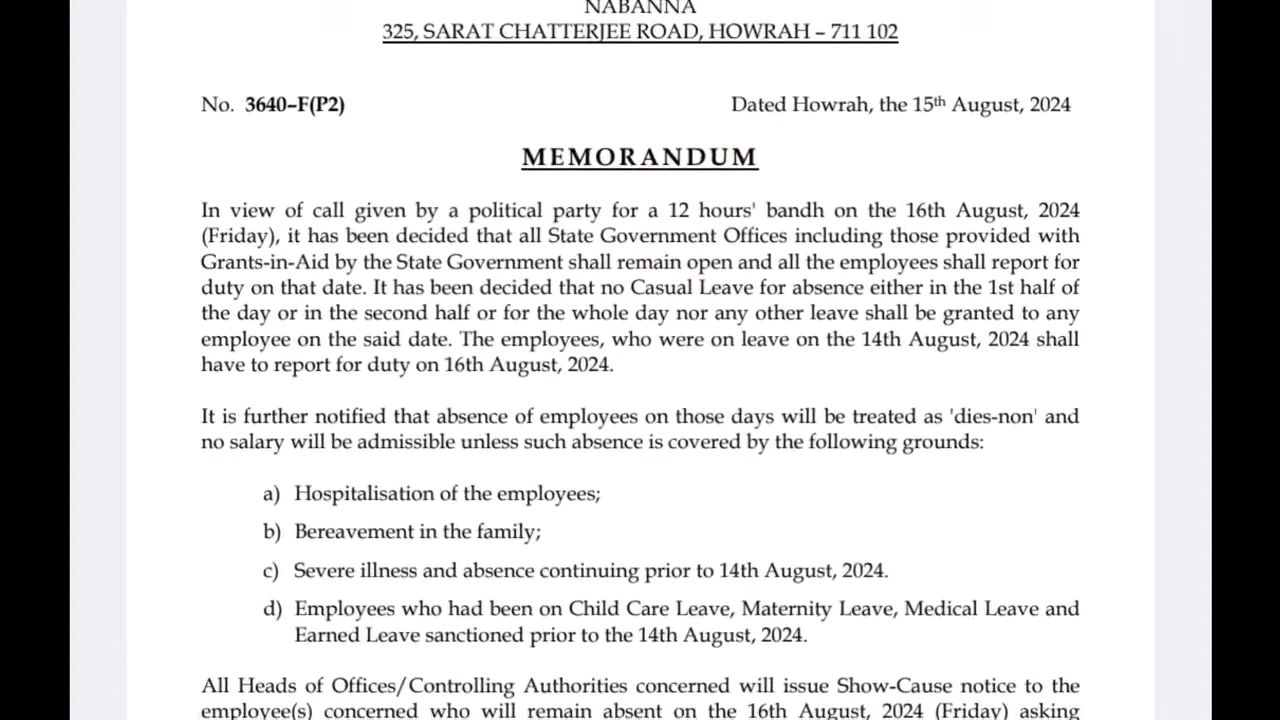 NABANNA
325, SARAT CHATTERJEE ROAD, HOWRAH – 711 102
No. 3640–F(P2) Dated Howrah, the 15th August, 2024
MEMORANDUM
In view of call given by a political party for a 12 hours' bandh on the 16th August, 2024
(Friday), it has been decided that all State Government Offices including those provided with
Grants-in-Aid by the State Government shall remain open and all the employees shall report for
duty on that date. It has been decided that no Casual Leave for absence either in the 1st half of
the day or in the second half or for the whole day nor any other leave shall be granted to any
employee on the said date. The employees, who were on leave on the 14th August, 2024 shall
have to report for duty on 16th August, 2024.
It is further notified that absence of employees on those days will be treated as 'dies-non' and
no salary will be admissible unless such absence is covered by the following grounds:
a) Hospitalisation of the employees;
b) Bereavement in the family;
c) Severe illness and absence continuing prior to 14th August, 2024.
d) Employees who had been on Child Care Leave, Maternity Leave, Medical Leave and
Earned Leave sanctioned prior to the 14th August, 2024.
All Heads of Offices/Controlling Authorities concerned will issue Show-Cause notice to the
employee(s) concerned who will remain absent on the 16th August, 2024 (Friday) asking